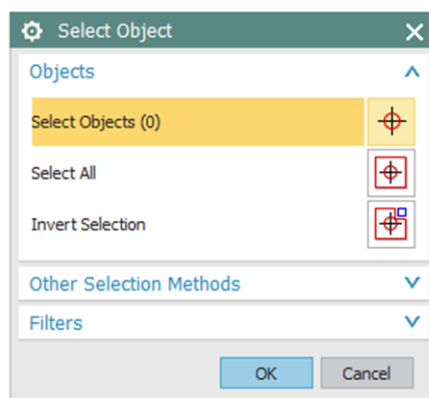 Select Object
Objects
Select Objects (0)
Select All
Invert Selection
Other Selection Methods
Filters
OK Cancel